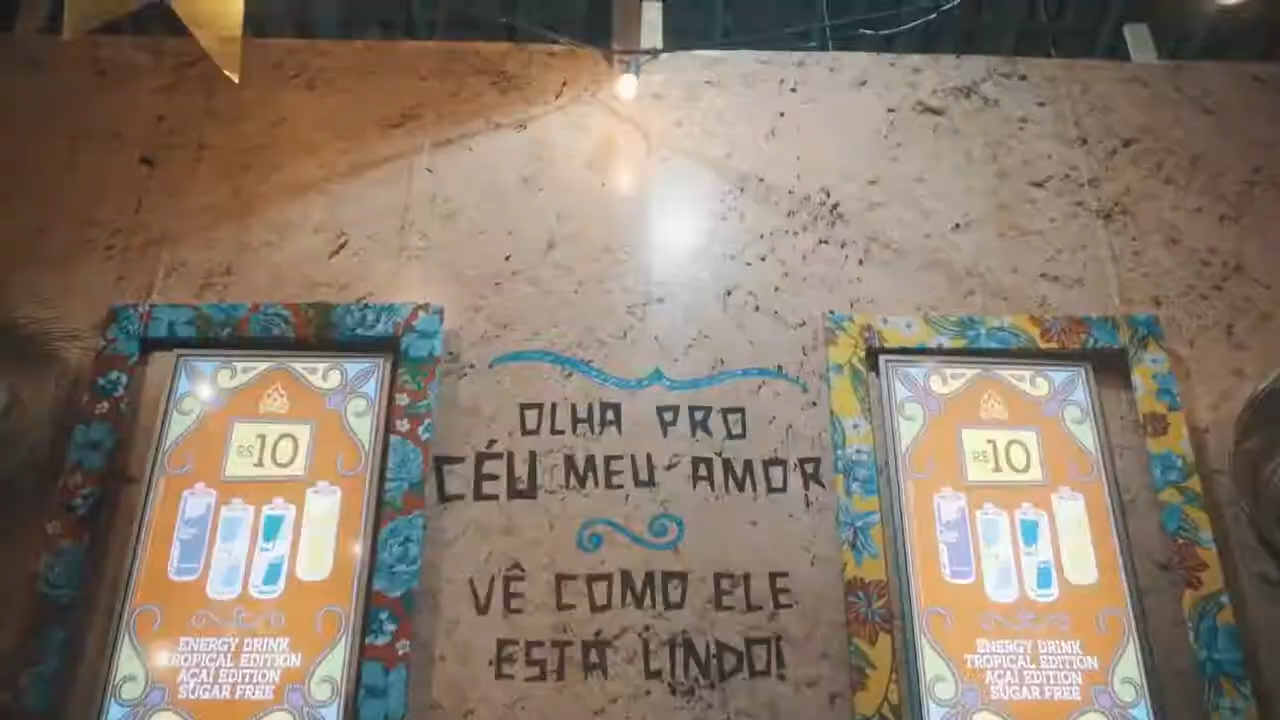 R$10
ENERGY DRINK
TROPICAL EDITION
AÇAÍ EDITION
SUGAR FREE
OLHA PRO
CÉU MEU AMOR
VÊ COMO ELE
ESTÁ LINDO!
R$10
ENERGY DRINK
TROPICAL EDITION
AÇAÍ EDITION
SUGAR FREE